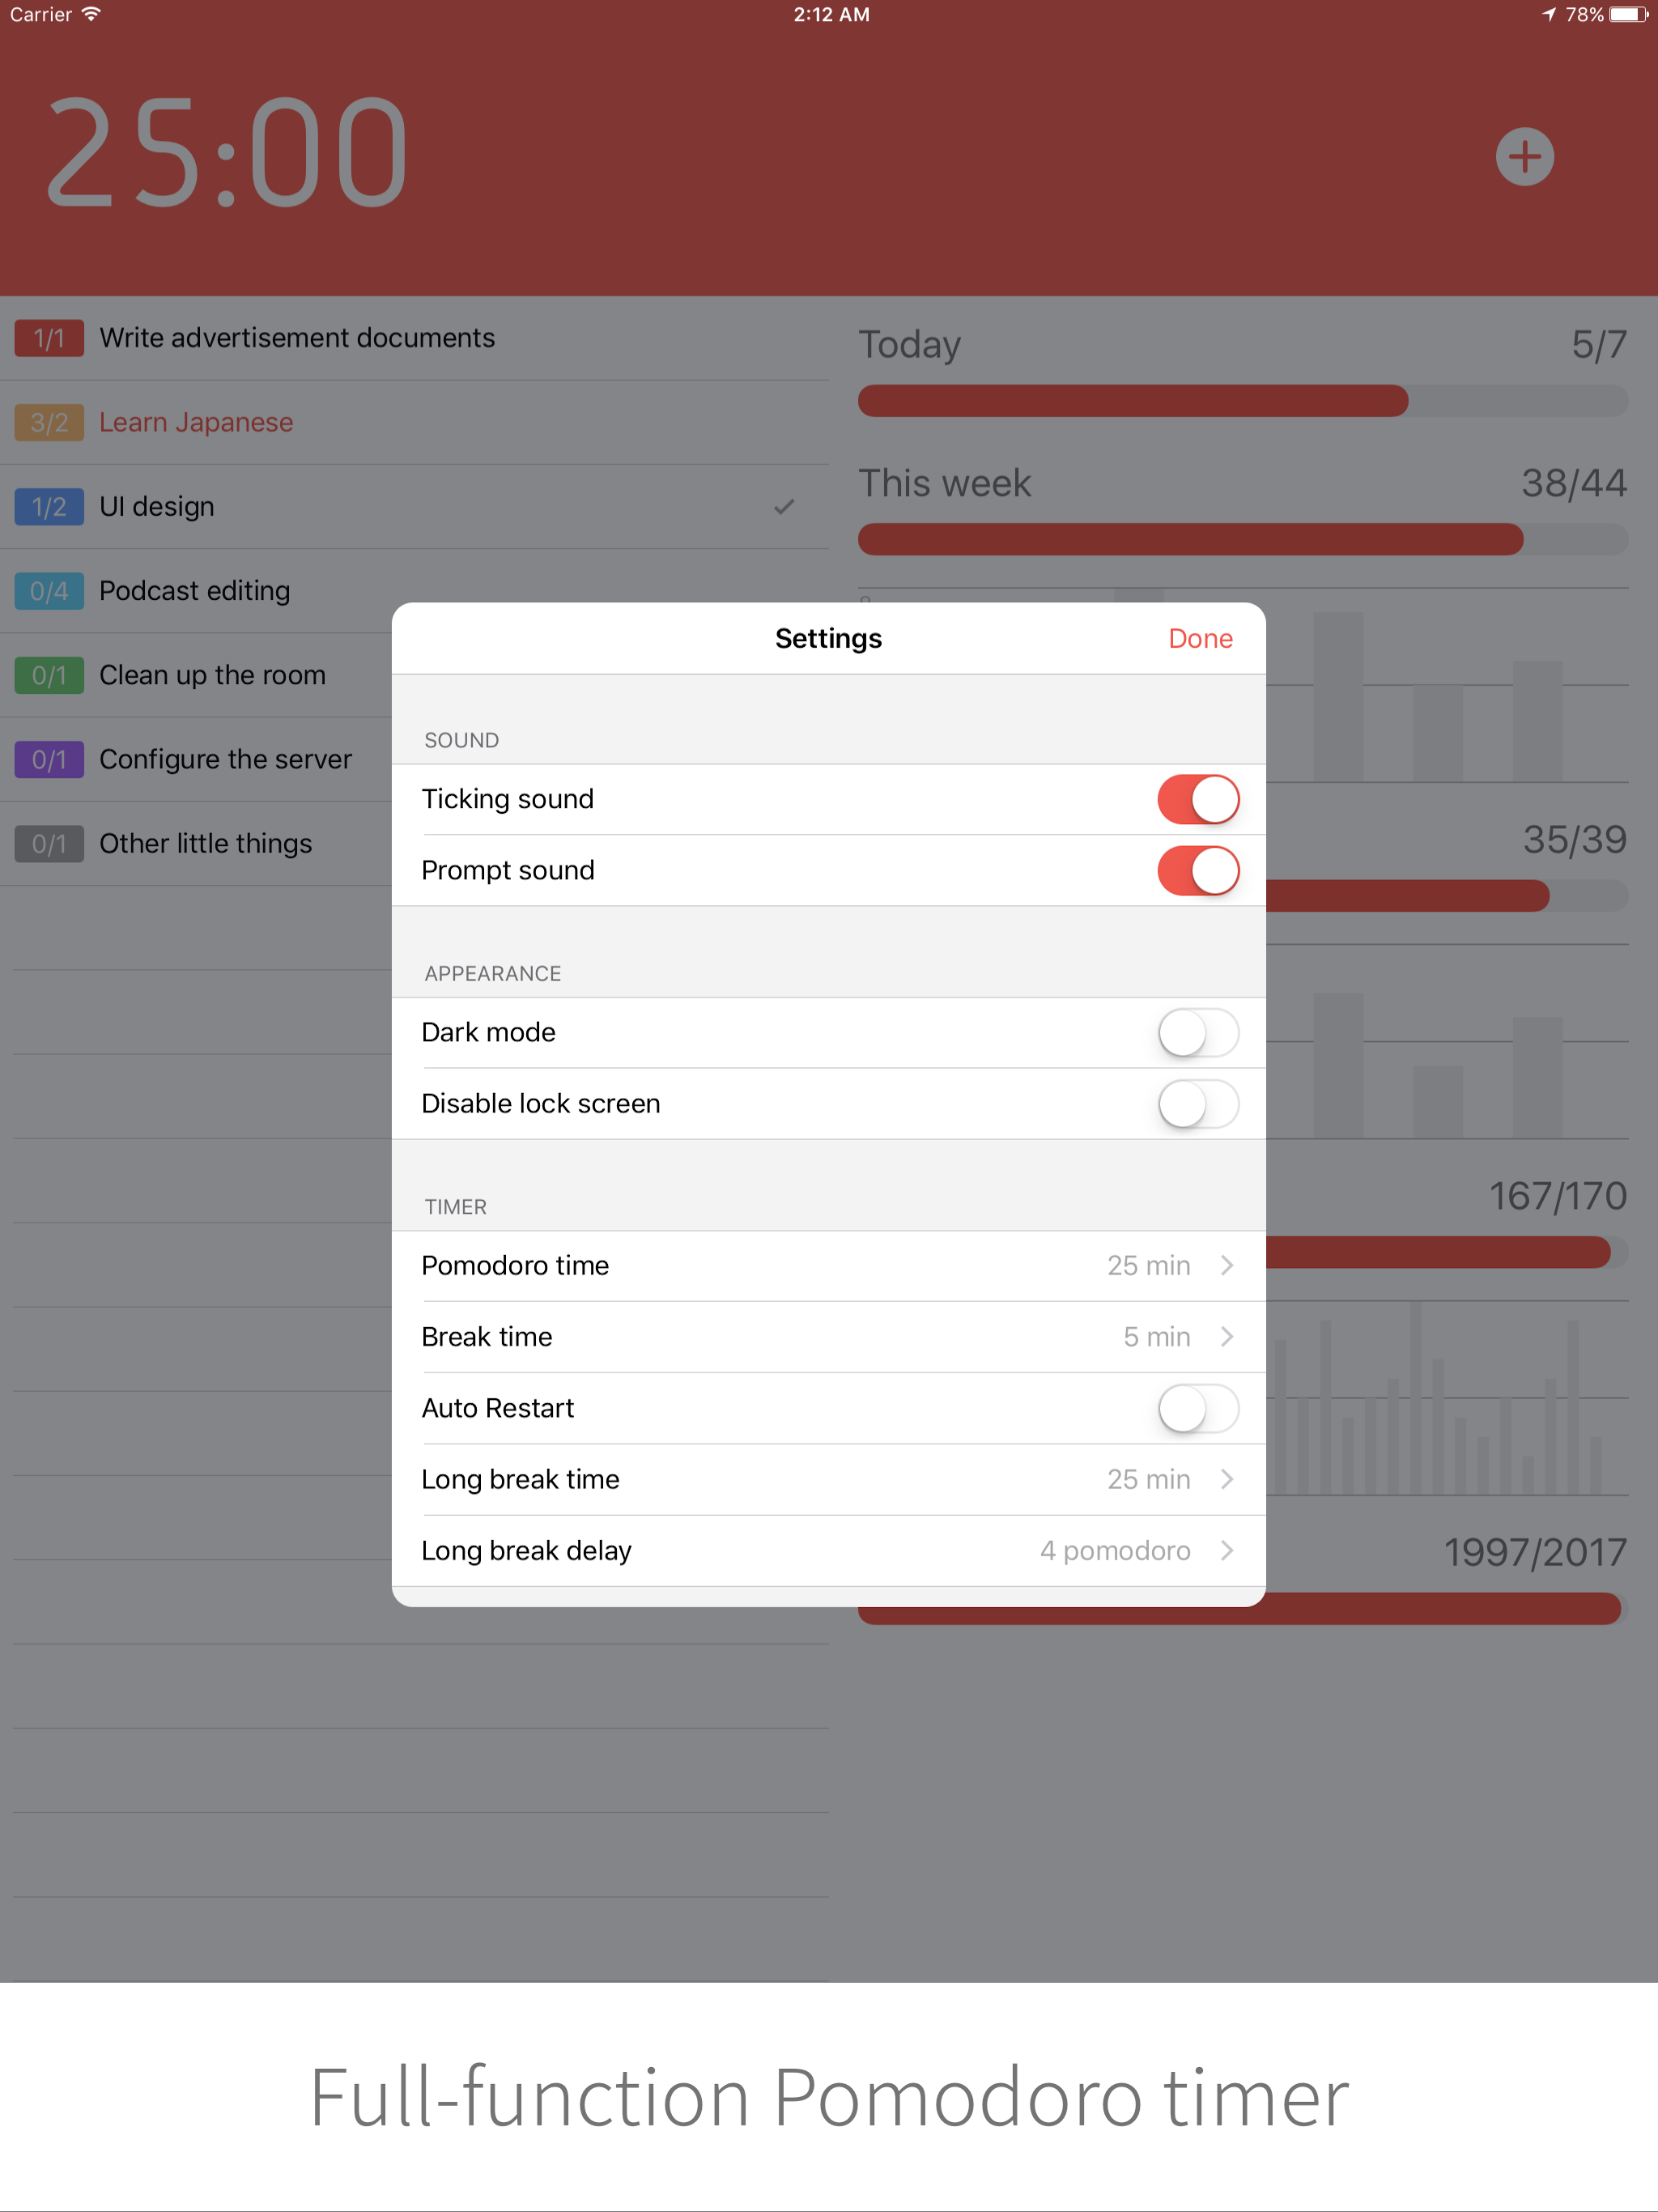 Carrier 2:12 AM 78%
25:00
1/1 Write advertisement documents
3/2 Learn Japanese
1/2 UI design
0/4 Podcast editing
0/1 Clean up the room
0/1 Configure the server
0/1 Other little things
Today 5/7
This week 38/44
35/39
167/170
1997/2017
Settings Done
SOUND
Ticking sound
Prompt sound
APPEARANCE
Dark mode
Disable lock screen
TIMER
Pomodoro time 25 min
Break time 5 min
Auto Restart
Long break time 25 min
Long break delay 4 pomodoro
Full-function Pomodoro timer